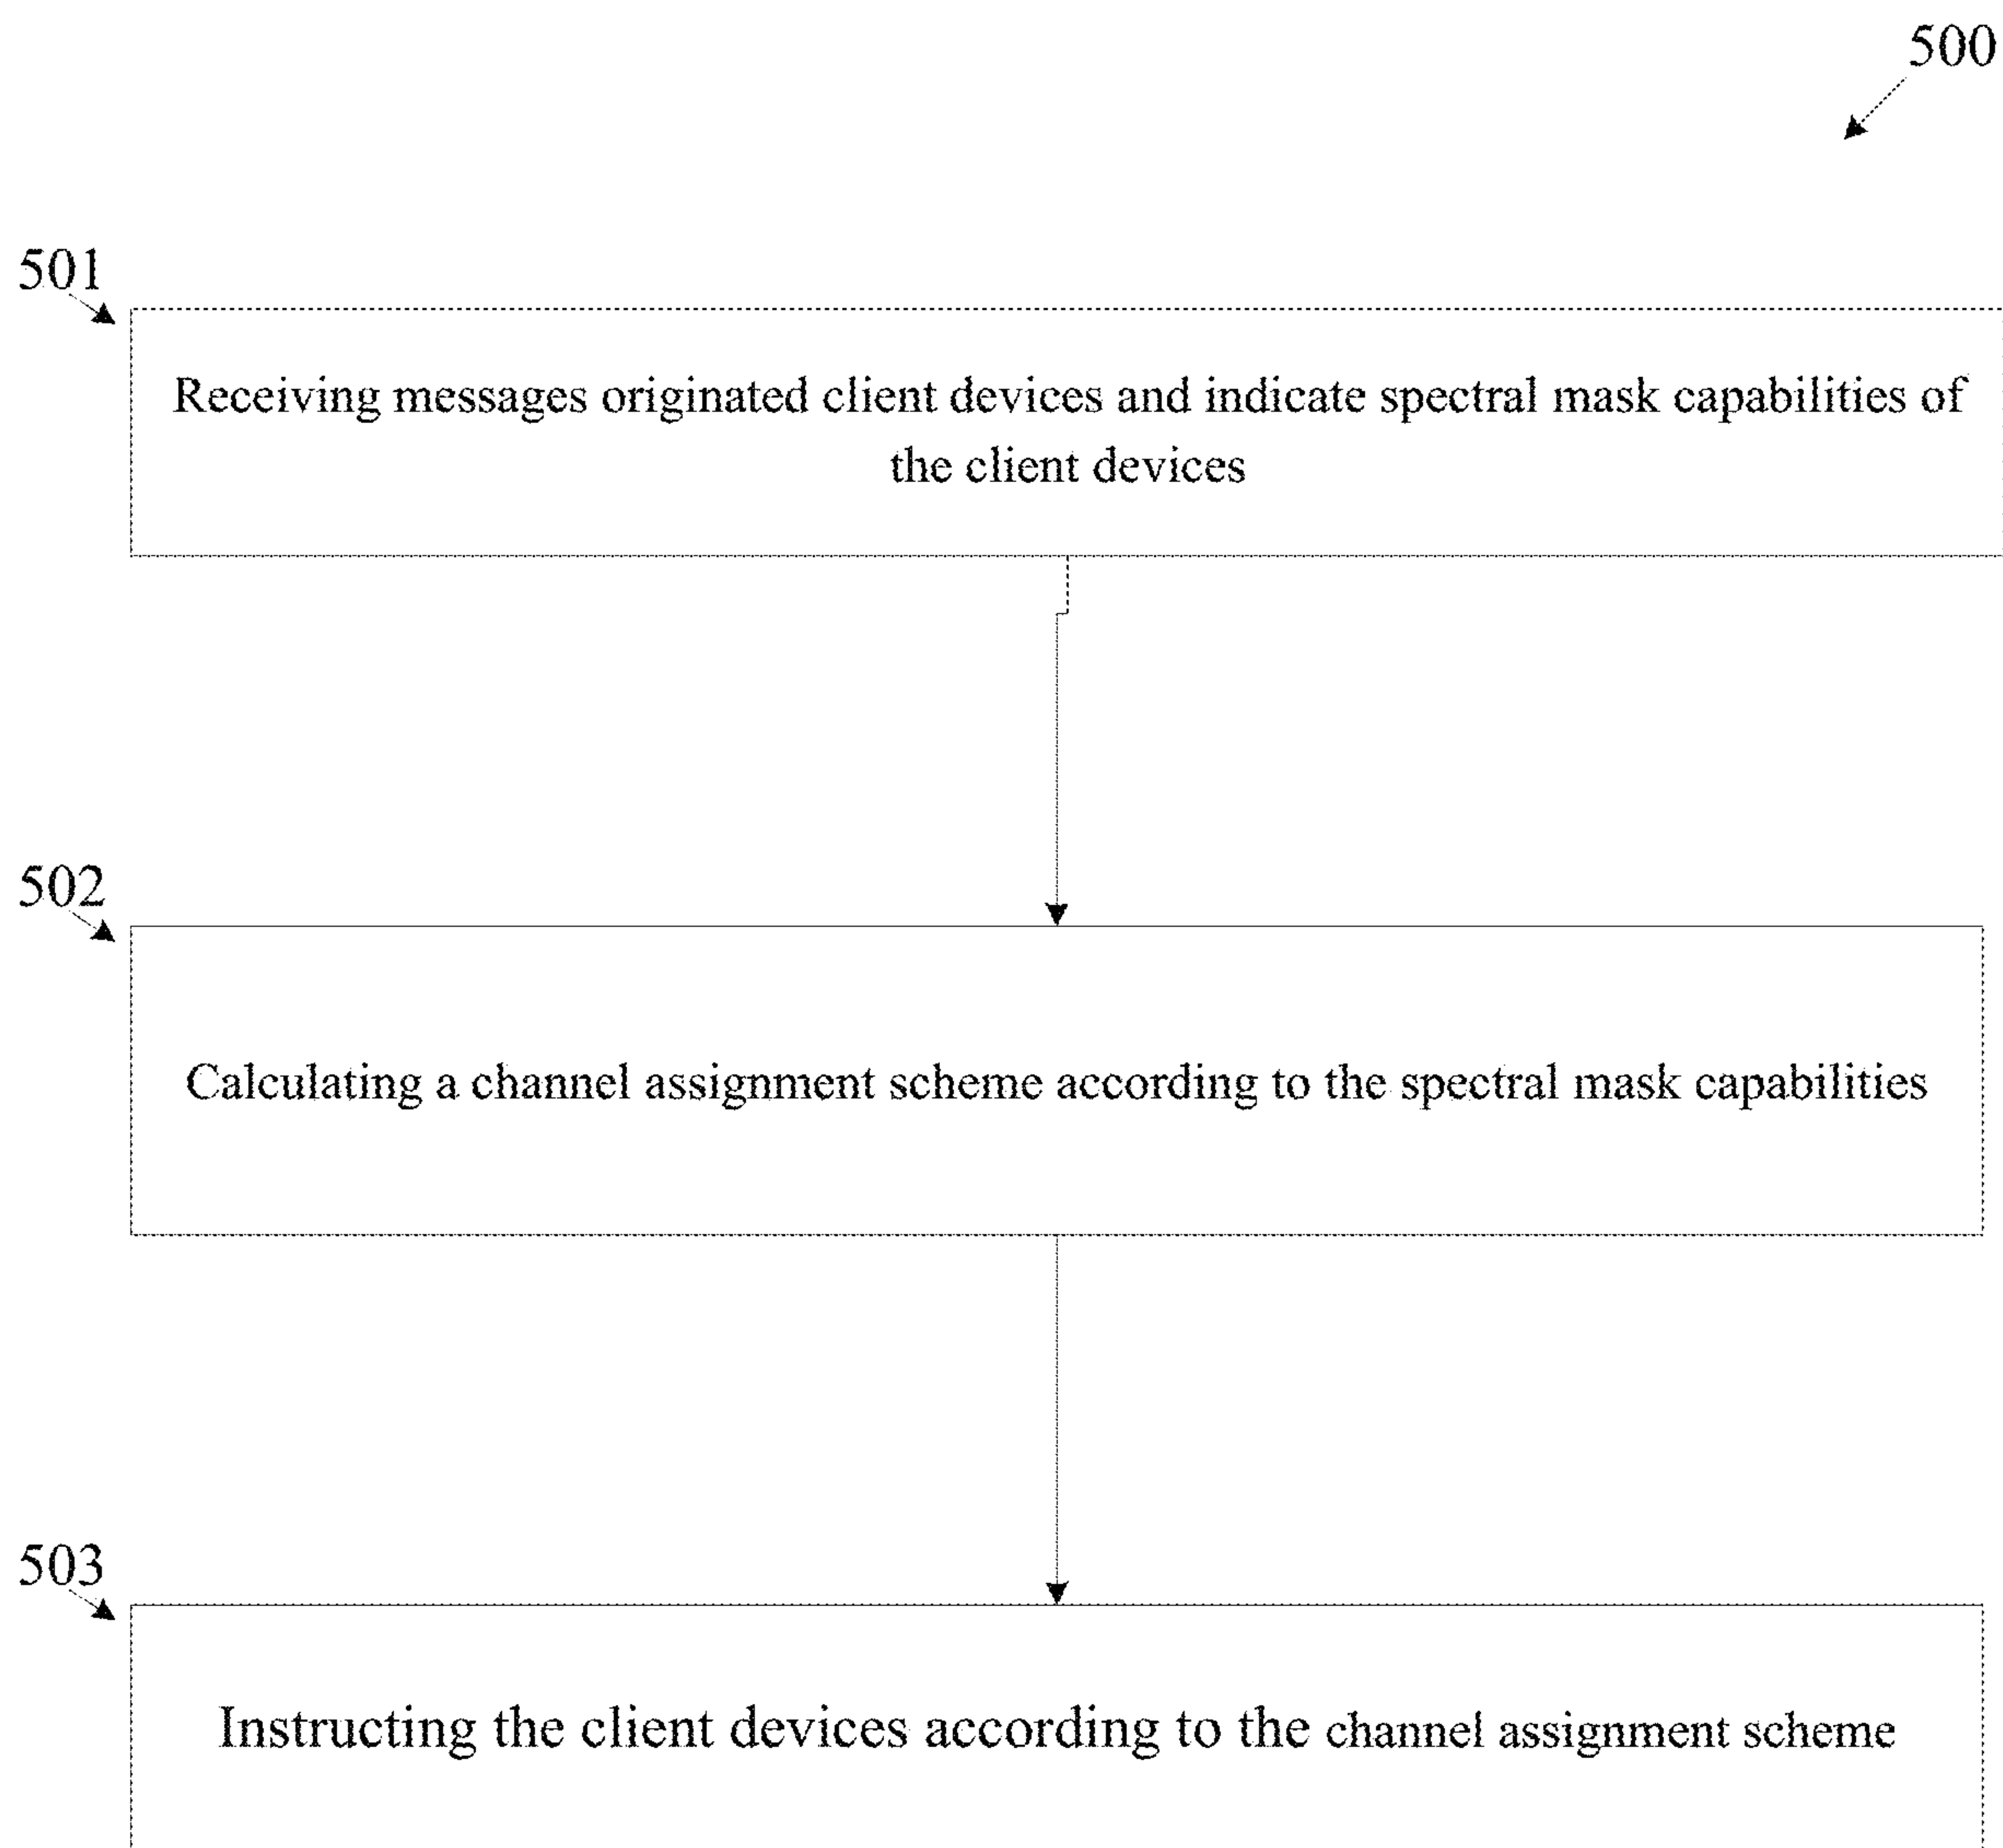 500
501
Receiving messages originated client devices and indicate spectral mask capabilities of
the client devices
502
Calculating a channel assignment scheme according to the spectral mask capabilities
503
Instructing the client devices according to the channel assignment scheme